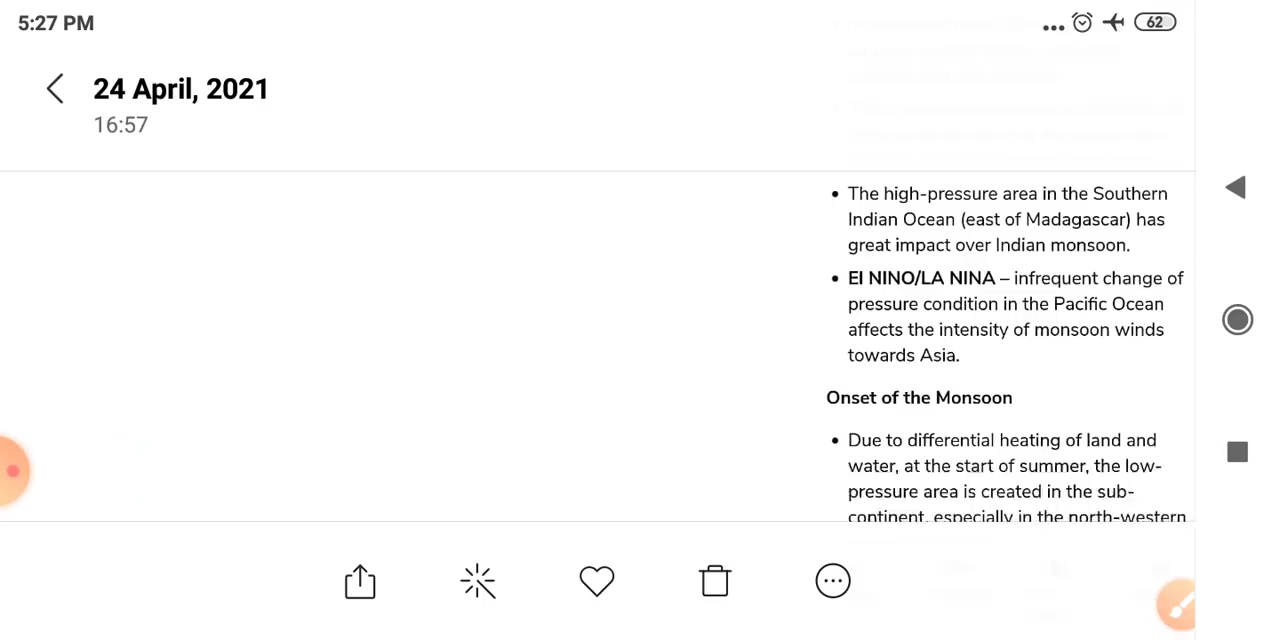 5:27 PM
62
24 April, 2021
16:57
• The high-pressure area in the Southern
Indian Ocean (east of Madagascar) has
great impact over Indian monsoon.
• EI NINO/LA NINA – infrequent change of
pressure condition in the Pacific Ocean
affects the intensity of monsoon winds
towards Asia.
Onset of the Monsoon
• Due to differential heating of land and
water, at the start of summer, the low-
pressure area is created in the sub-
continent, especially in the north-western